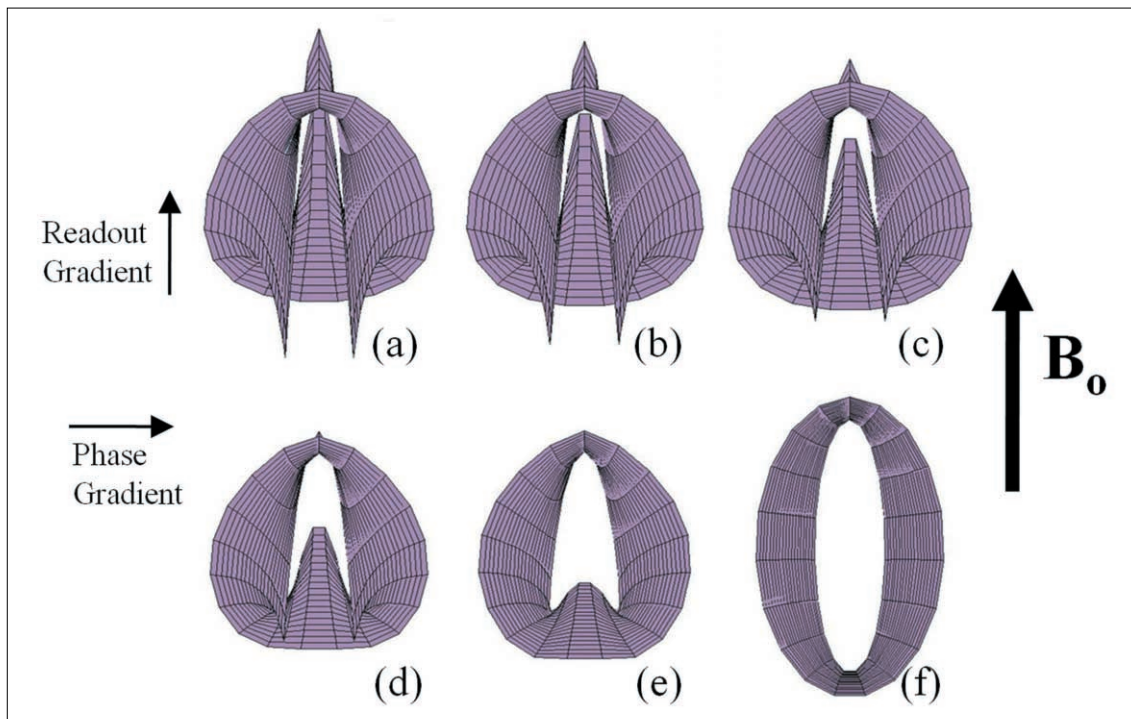 Readout
Gradient
(a)
(b)
(c)
Bo
Phase
Gradient
(d)
(e)
(f)